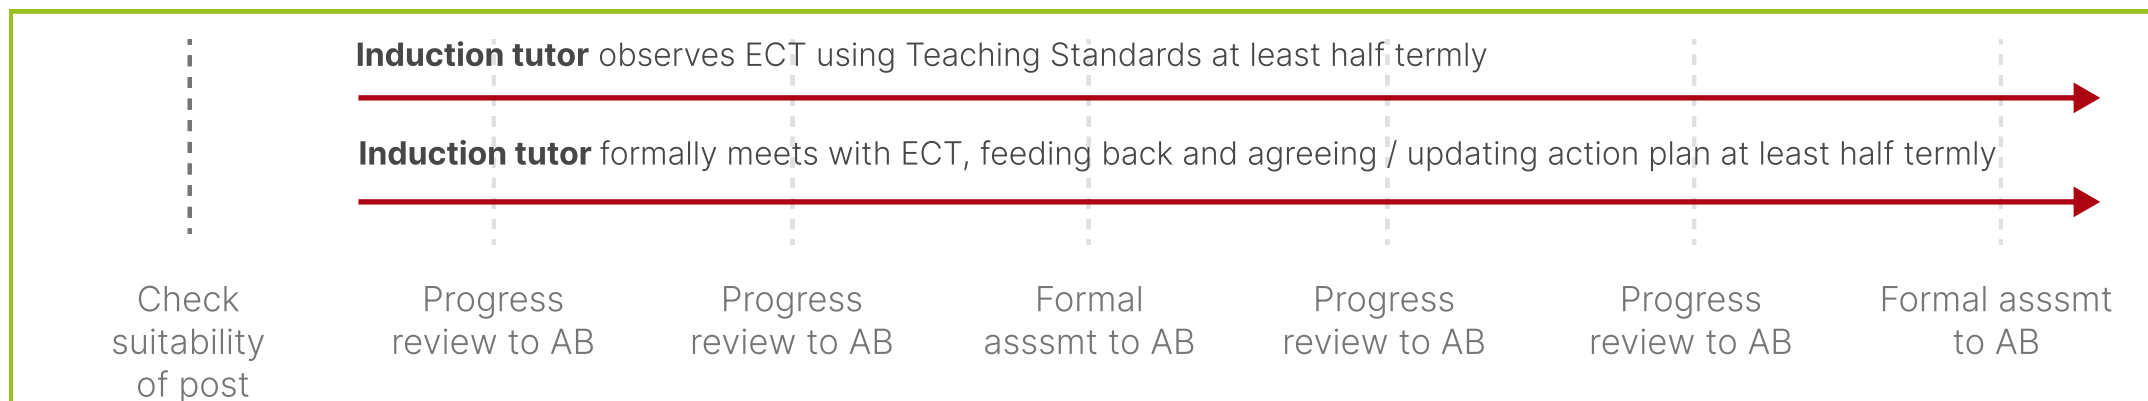 Induction tutor observes ECT using Teaching Standards at least half termly
Induction tutor formally meets with ECT, feeding back and agreeing / updating action plan at least half termly
Check
suitability
of post
Progress
review to AB
Progress
review to AB
Formal
asssmt to AB
Progress
review to AB
Progress
review to AB
Formal asssmt
to AB